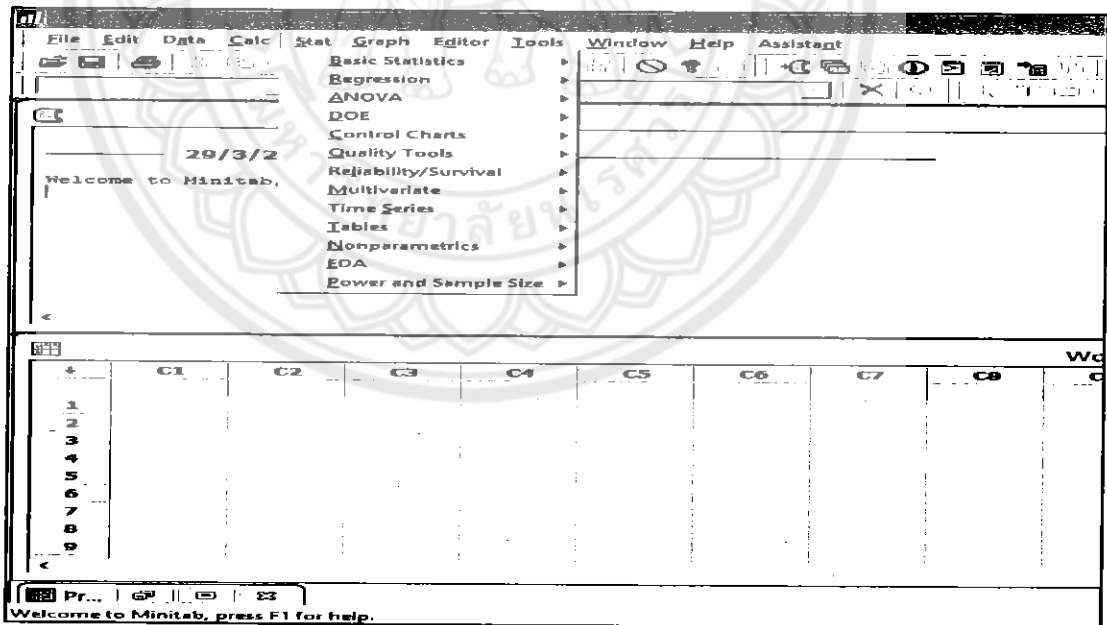 File Edit Data Calc Stat Graph Editor Tools Window Help Assistant
Basic Statistics
Regression
ANOVA
DOE
Control Charts
Quality Tools
Reliability/Survival
Multivariate
Time Series
Tables
Nonparametrics
EDA
Power and Sample Size
29/3/2
Welcome to Minitab,
Wo
C1 C2 C3 C4 C5 C6 C7 C8 C
1
2
3
4
5
6
7
8
9
Pr...
Welcome to Minitab, press F1 for help.